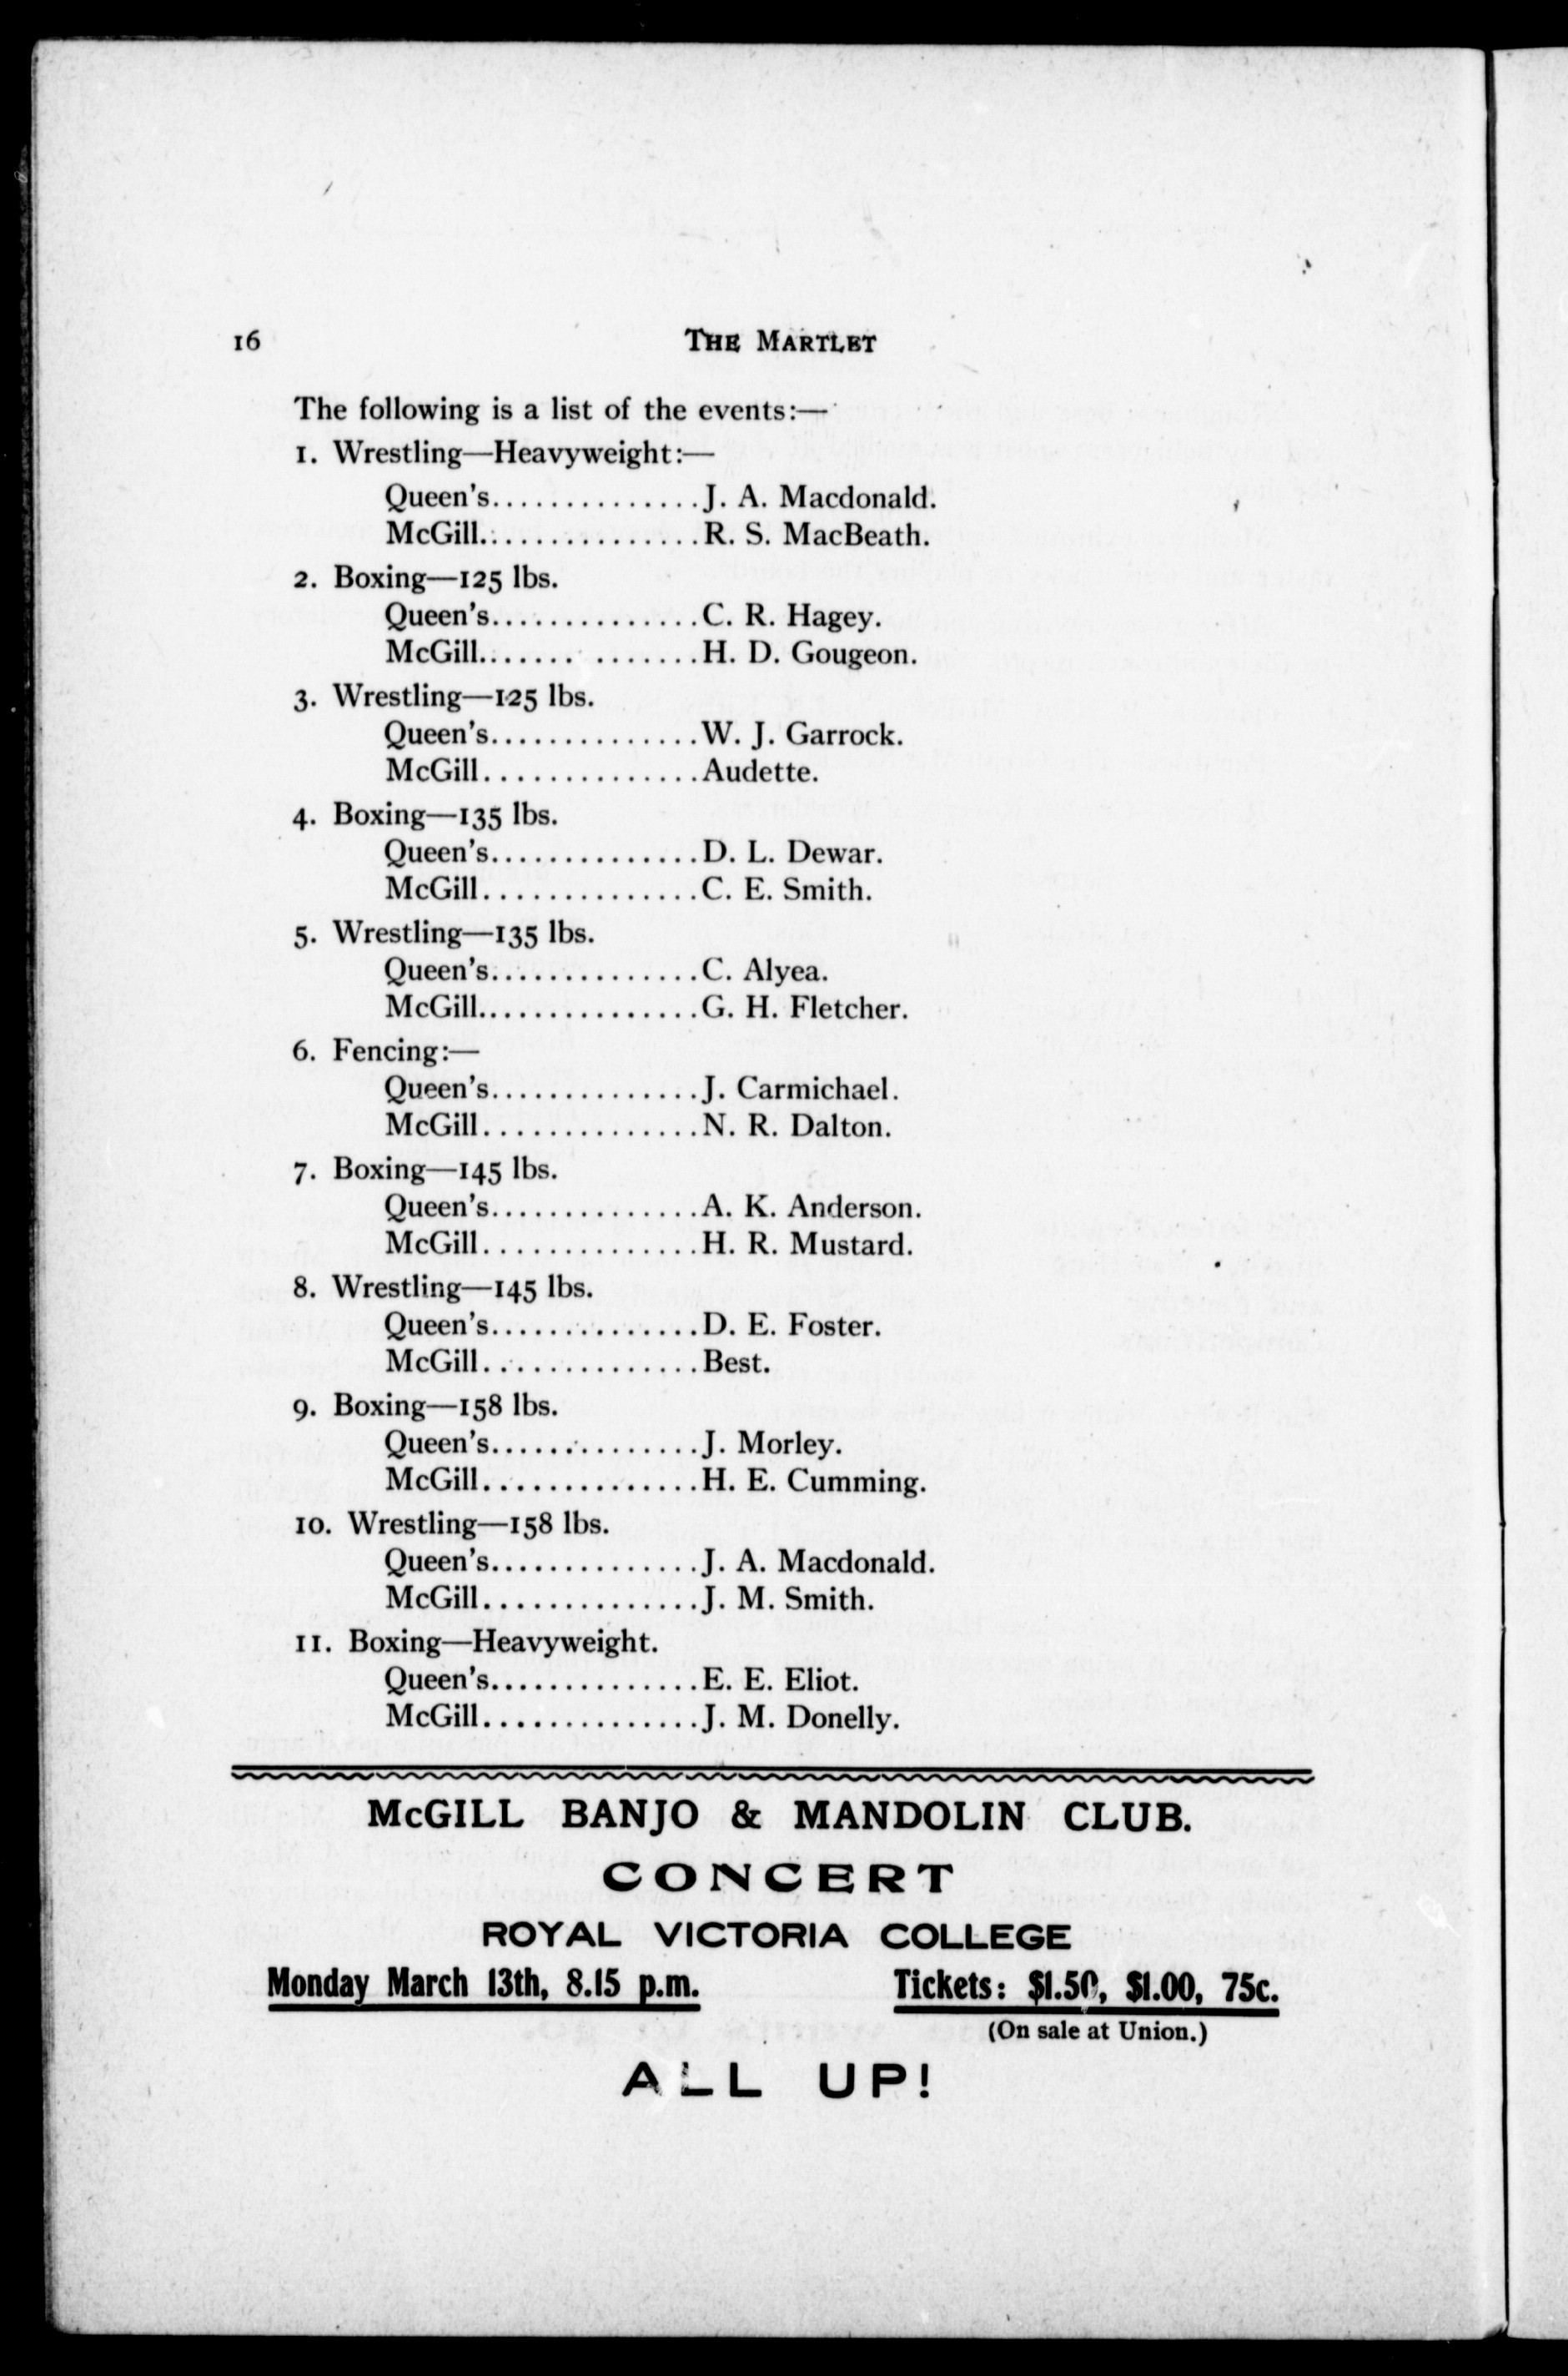 16
THE MARTLET
The following is a list of the events:—
1. Wrestling—Heavyweight:—
Queen's..............J. A. Macdonald.
McGill...............R. S. MacBeath.
2. Boxing—125 lbs.
Queen's..............C. R. Hagey.
McGill....... .......H. D. Gougeon.
3. Wrestling—125 lbs.
Queen's..............W. J. Garrock.
McGill..............Audette.
4. Boxing—135 lbs.
Queen's..............D. L. Dewar.
McGill..............C. E. Smith.
5. Wrestling—135 lbs.
Queen's..............C. Alyea.
McGill...............G. H. Fletcher.
6. Fencing:—
Queen's..............J. Carmichael.
McGill..............N. R. Dalton.
7. Boxing—145 lbs.
Queen's..............A. K. Anderson.
McGill..............H. R. Mustard.
8. Wrestling—145 lbs.
Queen's..............D. E. Foster.
McGill..............Best.
9. Boxing—158 lbs.
Queen's..............J. Morley.
McGill..............H. E. Cumming.
10. Wrestling—158 lbs.
Queen's..............J. A. Macdonald.
McGill..............J. M. Smith.
11. Boxing—Heavyweight.
Queen's..............E. E. Eliot.
McGill..............J. M. Donelly.
McGILL BANJO & MANDOLIN CLUB.
CONCERT
ROYAL VICTORIA COLLEGE
Monday March 13th, 8.15 p.m. Tickets: $1.50, $1.00, 75c.
(On sale at Union.)
ALL UP!